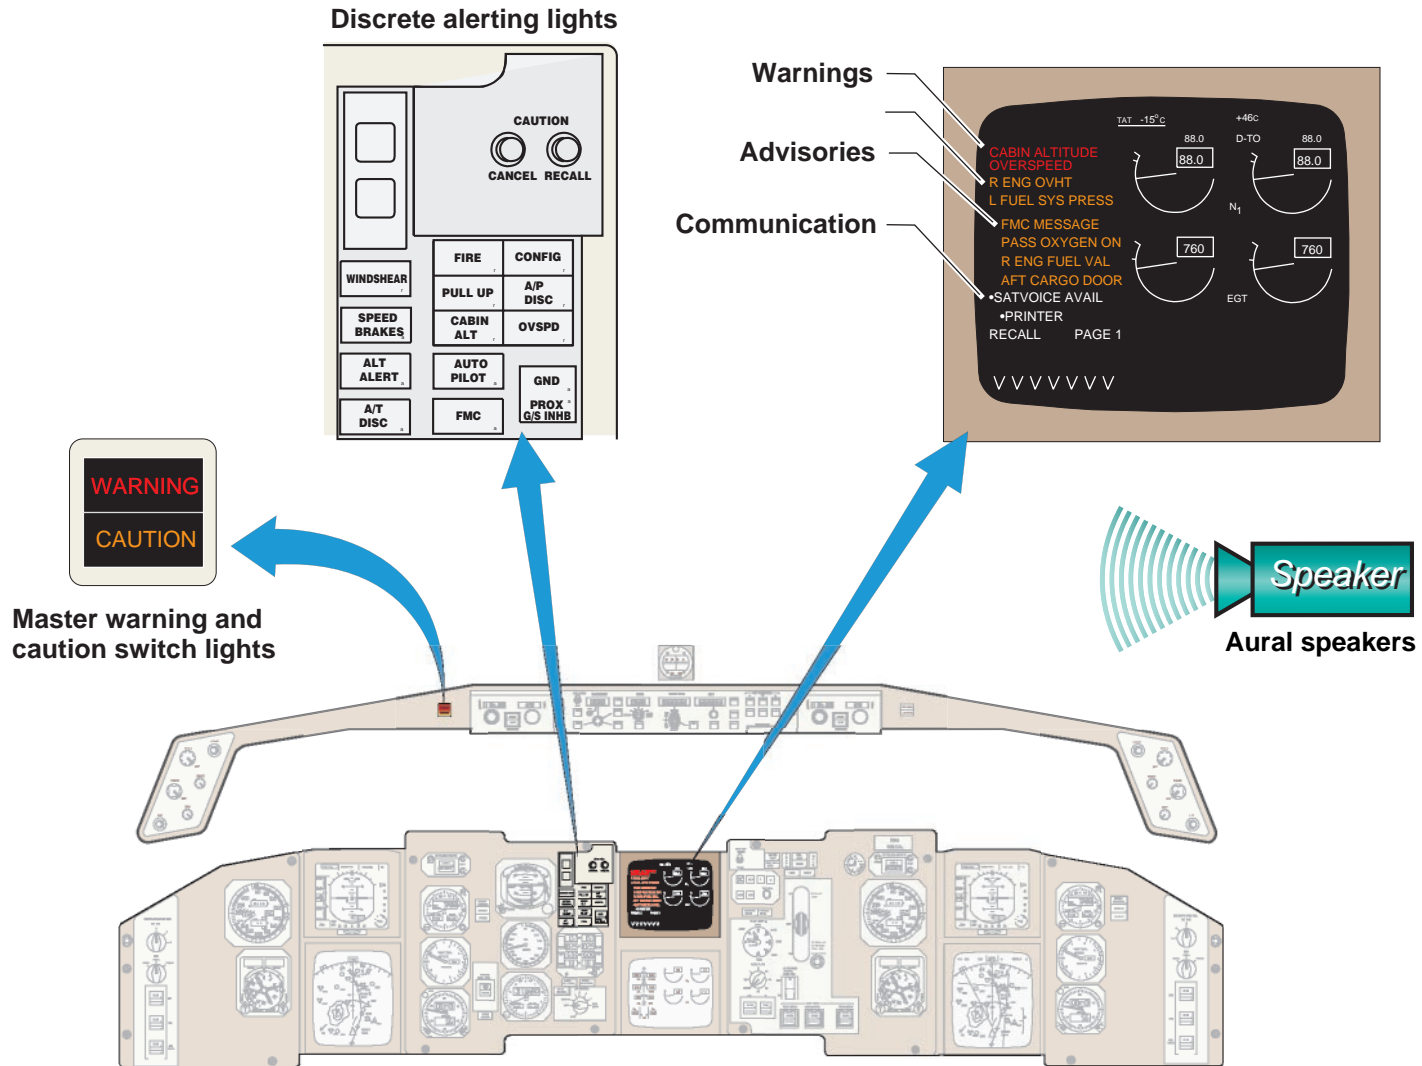 Discrete alerting lights
CAUTION
CANCEL RECALL
WINDSHEAR r
SPEED
BRAKES a
ALT
ALERT a
A/T
DISC a
FIRE r
CONFIG r
PULL UP r
A/P
DISC r
CABIN
ALT r
OVSPD r
AUTO
PILOT a
FMC a
GND a
PROX a
G/S INHB
Warnings
Advisories
Communication
TAT -15°C
+46C
88.0 D-TO 88.0
88.0 88.0
CABIN ALTITUDE
OVERSPEED
R ENG OVHT
L FUEL SYS PRESS
N1
FMC MESSAGE
PASS OXYGEN ON
R ENG FUEL VAL
AFT CARGO DOOR
760 760
•SATVOICE AVAIL
EGT
•PRINTER
RECALL PAGE 1
V V V V V V V
WARNING
CAUTION
Master warning and
caution switch lights
Speaker
Aural speakers